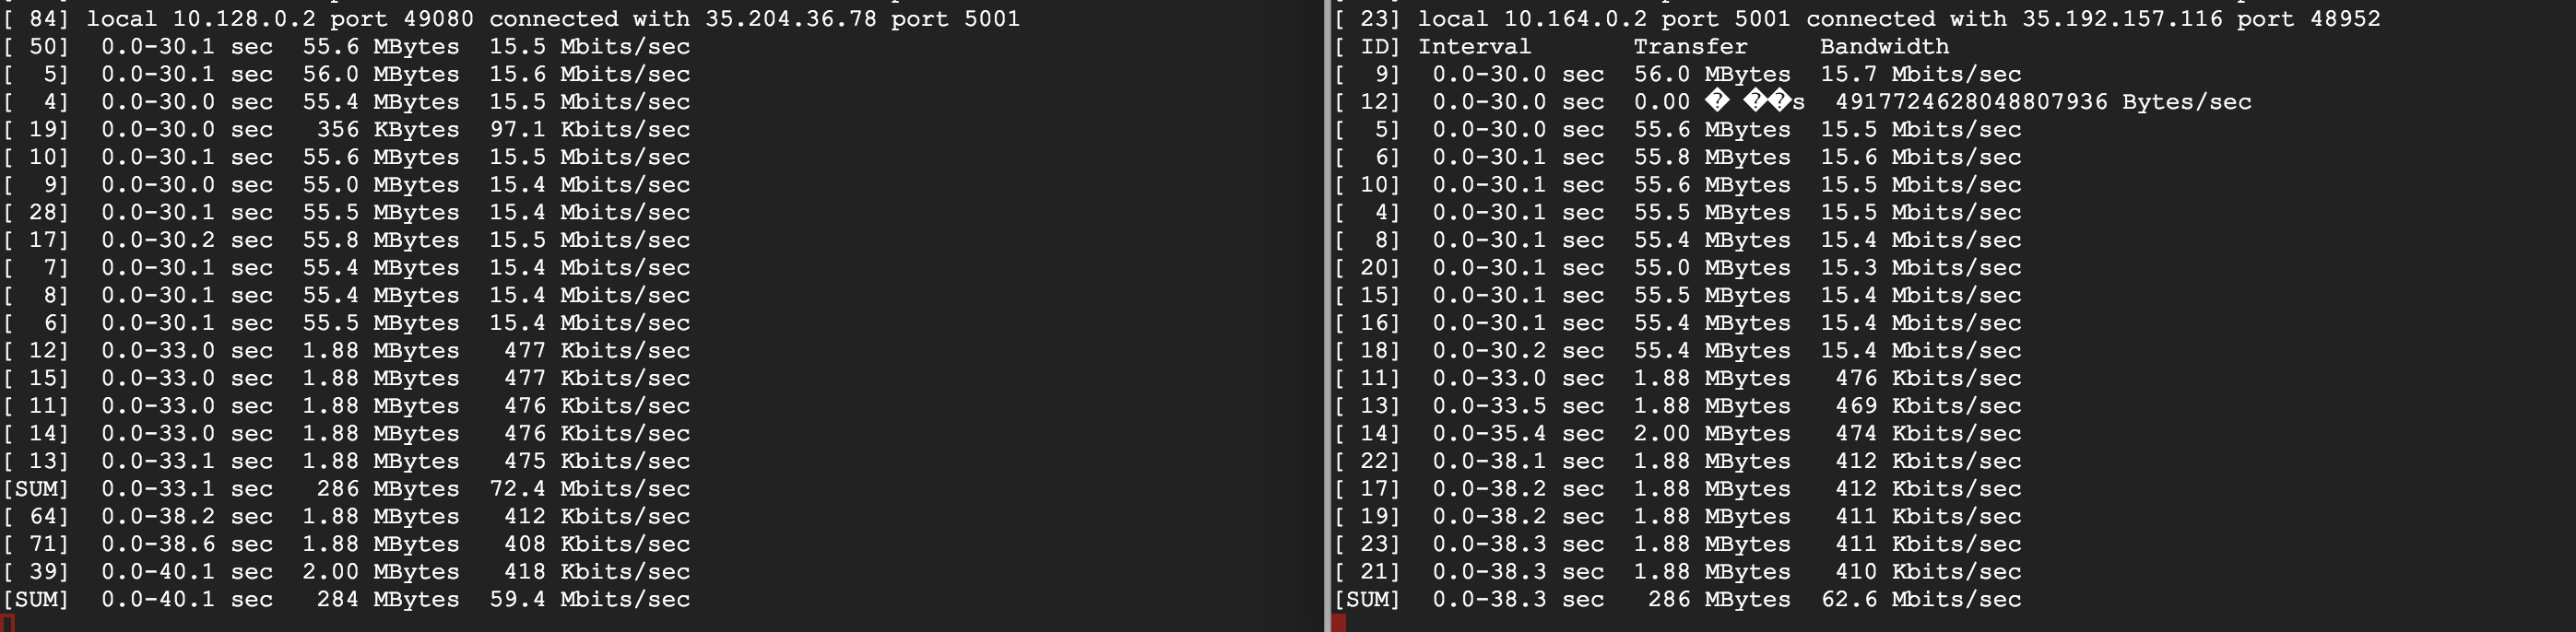 [ 84] local 10.128.0.2 port 49080 connected with 35.204.36.78 port 5001
[ 50]  0.0-30.1 sec  55.6 MBytes  15.5 Mbits/sec
[  5]  0.0-30.1 sec  56.0 MBytes  15.6 Mbits/sec
[  4]  0.0-30.0 sec  55.4 MBytes  15.5 Mbits/sec
[ 19]  0.0-30.0 sec   356 KBytes  97.1 Kbits/sec
[ 10]  0.0-30.1 sec  55.6 MBytes  15.5 Mbits/sec
[  9]  0.0-30.0 sec  55.0 MBytes  15.4 Mbits/sec
[ 28]  0.0-30.1 sec  55.5 MBytes  15.4 Mbits/sec
[ 17]  0.0-30.2 sec  55.8 MBytes  15.5 Mbits/sec
[  7]  0.0-30.1 sec  55.4 MBytes  15.4 Mbits/sec
[  8]  0.0-30.1 sec  55.4 MBytes  15.4 Mbits/sec
[  6]  0.0-30.1 sec  55.5 MBytes  15.4 Mbits/sec
[ 12]  0.0-33.0 sec  1.88 MBytes   477 Kbits/sec
[ 15]  0.0-33.0 sec  1.88 MBytes   477 Kbits/sec
[ 11]  0.0-33.0 sec  1.88 MBytes   476 Kbits/sec
[ 14]  0.0-33.0 sec  1.88 MBytes   476 Kbits/sec
[ 13]  0.0-33.1 sec  1.88 MBytes   475 Kbits/sec
[SUM]  0.0-33.1 sec   286 MBytes  72.4 Mbits/sec
[ 64]  0.0-38.2 sec  1.88 MBytes   412 Kbits/sec
[ 71]  0.0-38.6 sec  1.88 MBytes   408 Kbits/sec
[ 39]  0.0-40.1 sec  2.00 MBytes   418 Kbits/sec
[SUM]  0.0-40.1 sec   284 MBytes  59.4 Mbits/sec
[ 23] local 10.164.0.2 port 5001 connected with 35.192.157.116 port 48952
[ ID] Interval       Transfer     Bandwidth
[  9]  0.0-30.0 sec  56.0 MBytes  15.7 Mbits/sec
[ 12]  0.0-30.0 sec  0.00 � ��s  4917724628048807936 Bytes/sec
[  5]  0.0-30.0 sec  55.6 MBytes  15.5 Mbits/sec
[  6]  0.0-30.1 sec  55.8 MBytes  15.6 Mbits/sec
[ 10]  0.0-30.1 sec  55.6 MBytes  15.5 Mbits/sec
[  4]  0.0-30.1 sec  55.5 MBytes  15.5 Mbits/sec
[  8]  0.0-30.1 sec  55.4 MBytes  15.4 Mbits/sec
[ 20]  0.0-30.1 sec  55.0 MBytes  15.3 Mbits/sec
[ 15]  0.0-30.1 sec  55.5 MBytes  15.4 Mbits/sec
[ 16]  0.0-30.1 sec  55.4 MBytes  15.4 Mbits/sec
[ 18]  0.0-30.2 sec  55.4 MBytes  15.4 Mbits/sec
[ 11]  0.0-33.0 sec  1.88 MBytes   476 Kbits/sec
[ 13]  0.0-33.5 sec  1.88 MBytes   469 Kbits/sec
[ 14]  0.0-35.4 sec  2.00 MBytes   474 Kbits/sec
[ 22]  0.0-38.1 sec  1.88 MBytes   412 Kbits/sec
[ 17]  0.0-38.2 sec  1.88 MBytes   412 Kbits/sec
[ 19]  0.0-38.2 sec  1.88 MBytes   411 Kbits/sec
[ 23]  0.0-38.3 sec  1.88 MBytes   411 Kbits/sec
[ 21]  0.0-38.3 sec  1.88 MBytes   410 Kbits/sec
[SUM]  0.0-38.3 sec   286 MBytes  62.6 Mbits/sec